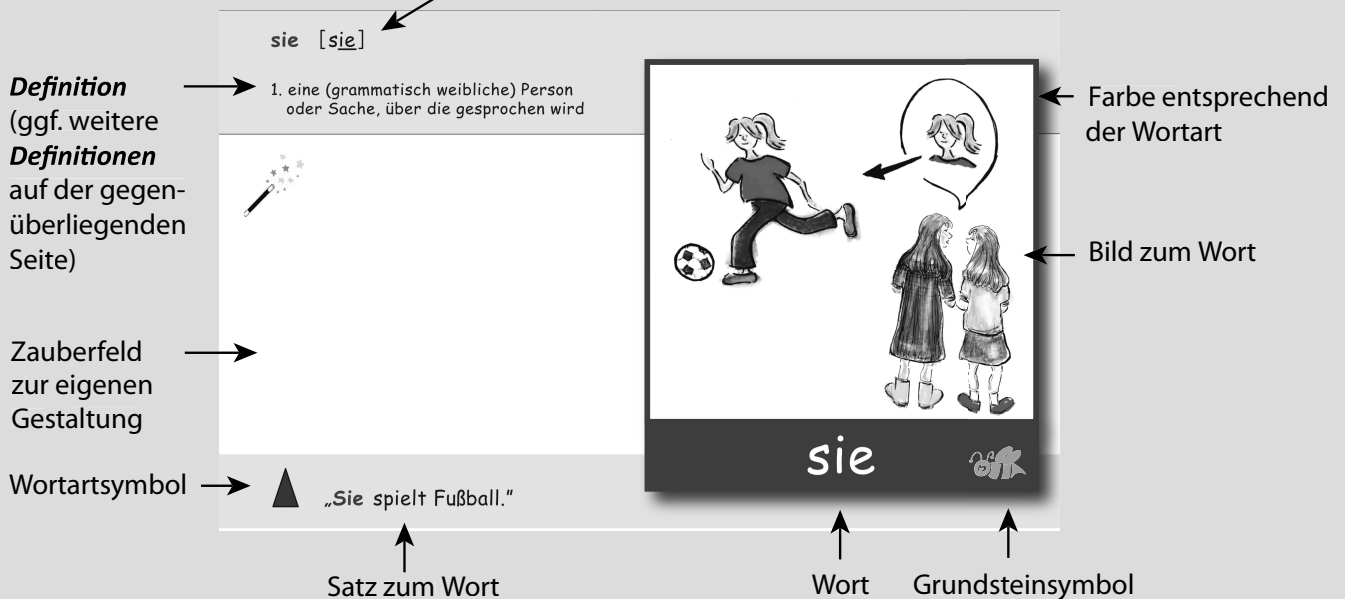 sie [sie]
1. eine (grammatisch weibliche) Person
oder Sache, über die gesprochen wird
Definition
(ggf. weitere
Definitionen
auf der gegen-
überliegenden
Seite)
Farbe entsprechend
der Wortart
Bild zum Wort
Zauberfeld
zur eigenen
Gestaltung
sie
Wortartsymbol
„Sie spielt Fußball."
Satz zum Wort
Wort
Grundsteinsymbol